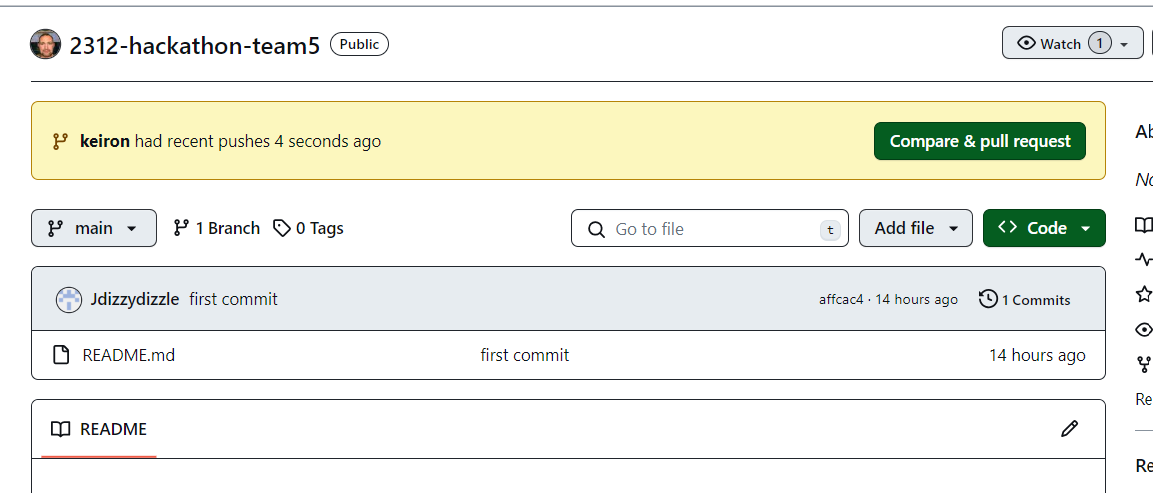 2312-hackathon-team5 Public
Watch 1
keiron had recent pushes 4 seconds ago
Compare & pull request
main
1 Branch
0 Tags
Go to file
t
Add file
<> Code
Jdizzydizzle first commit
affcac4 · 14 hours ago
1 Commits
README.md
first commit
14 hours ago
README
Re
Re